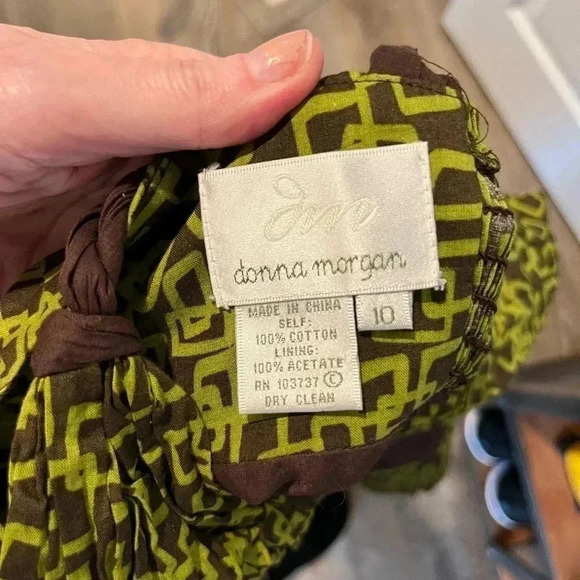 dm
donna morgan
10
MADE IN CHINA
SELF:
100% COTTON
LINING:
100% ACETATE
RN 103737 ©
DRY CLEAN